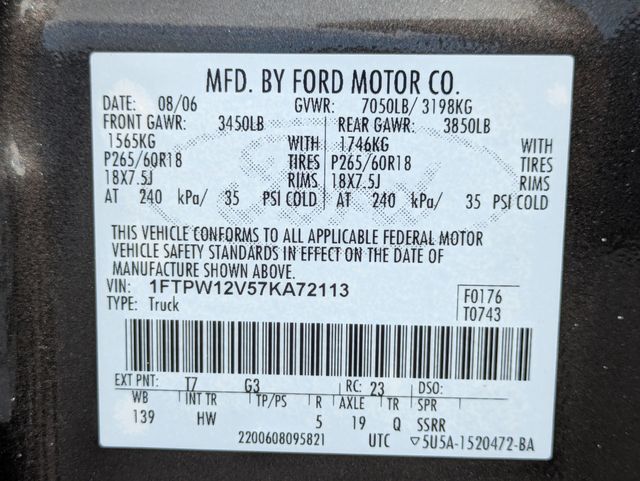 MFD. BY FORD MOTOR CO.
DATE: 08/06 GVWR: 7050LB/ 3198KG
FRONT GAWR: 3450LB REAR GAWR: 3850LB
1565KG WITH 1746KG WITH
P265/60R18 TIRES P265/60R18 TIRES
18X7.5J RIMS 18X7.5J RIMS
AT 240 kPa/ 35 PSI COLD AT 240 kPa/ 35 PSI COLD
THIS VEHICLE CONFORMS TO ALL APPLICABLE FEDERAL MOTOR
VEHICLE SAFETY STANDARDS IN EFFECT ON THE DATE OF
MANUFACTURE SHOWN ABOVE.
VIN: 1FTPW12V57KA72113
TYPE: Truck
F0176
T0743
EXT PNT: T7 G3 RC: 23 DSO:
WB INT TR TP/PS R AXLE TR SPR
139 HW 5 19 Q SSRR
2200608095821 UTC ▽5U5A-1520472-BA